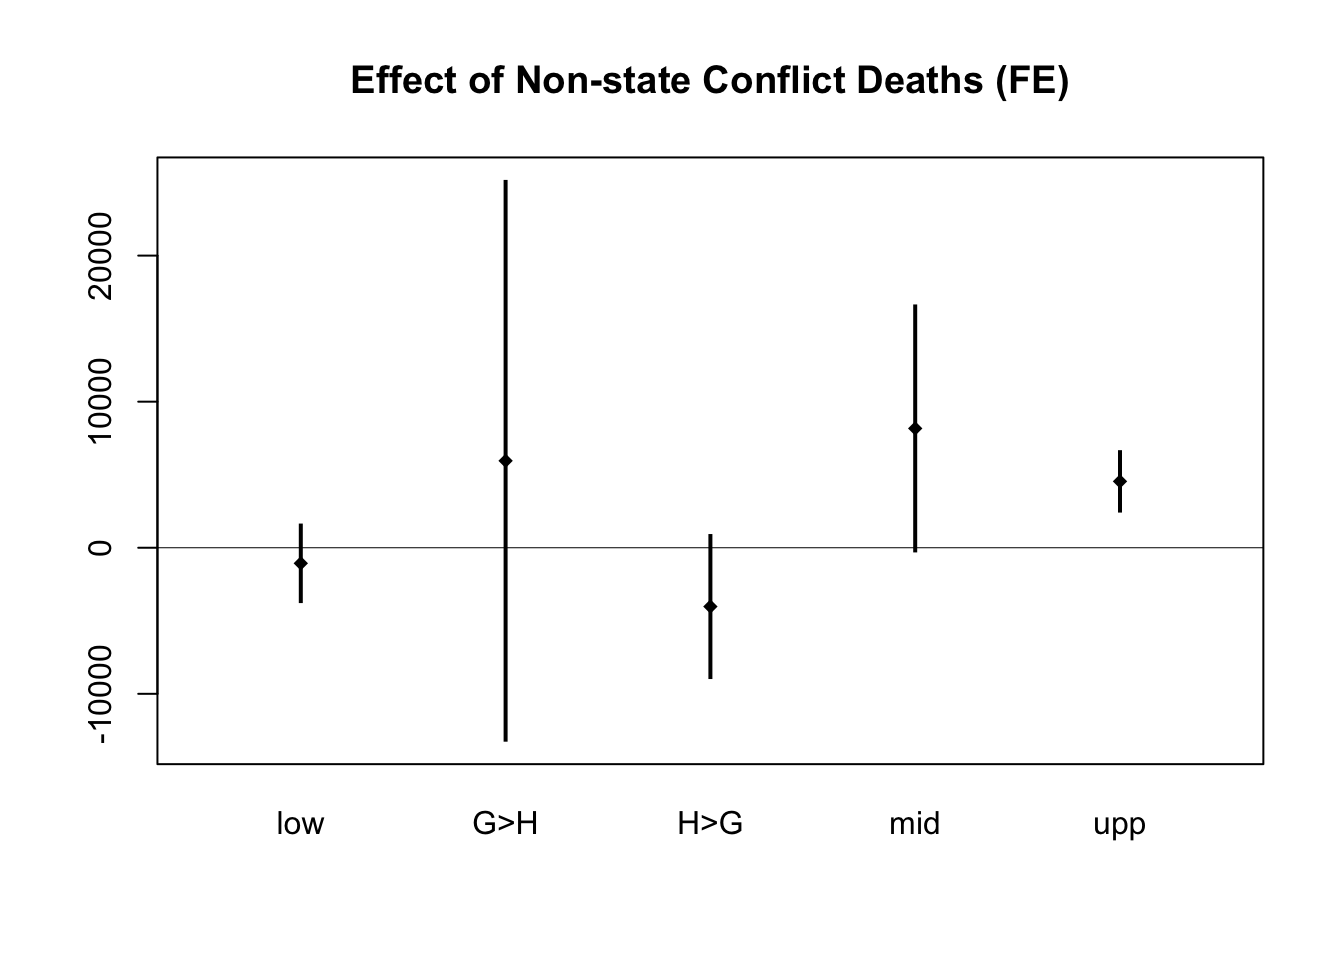 Effect of Non-state Conflict Deaths (FE)
20000
10000
0
-10000
low G>H H>G mid upp